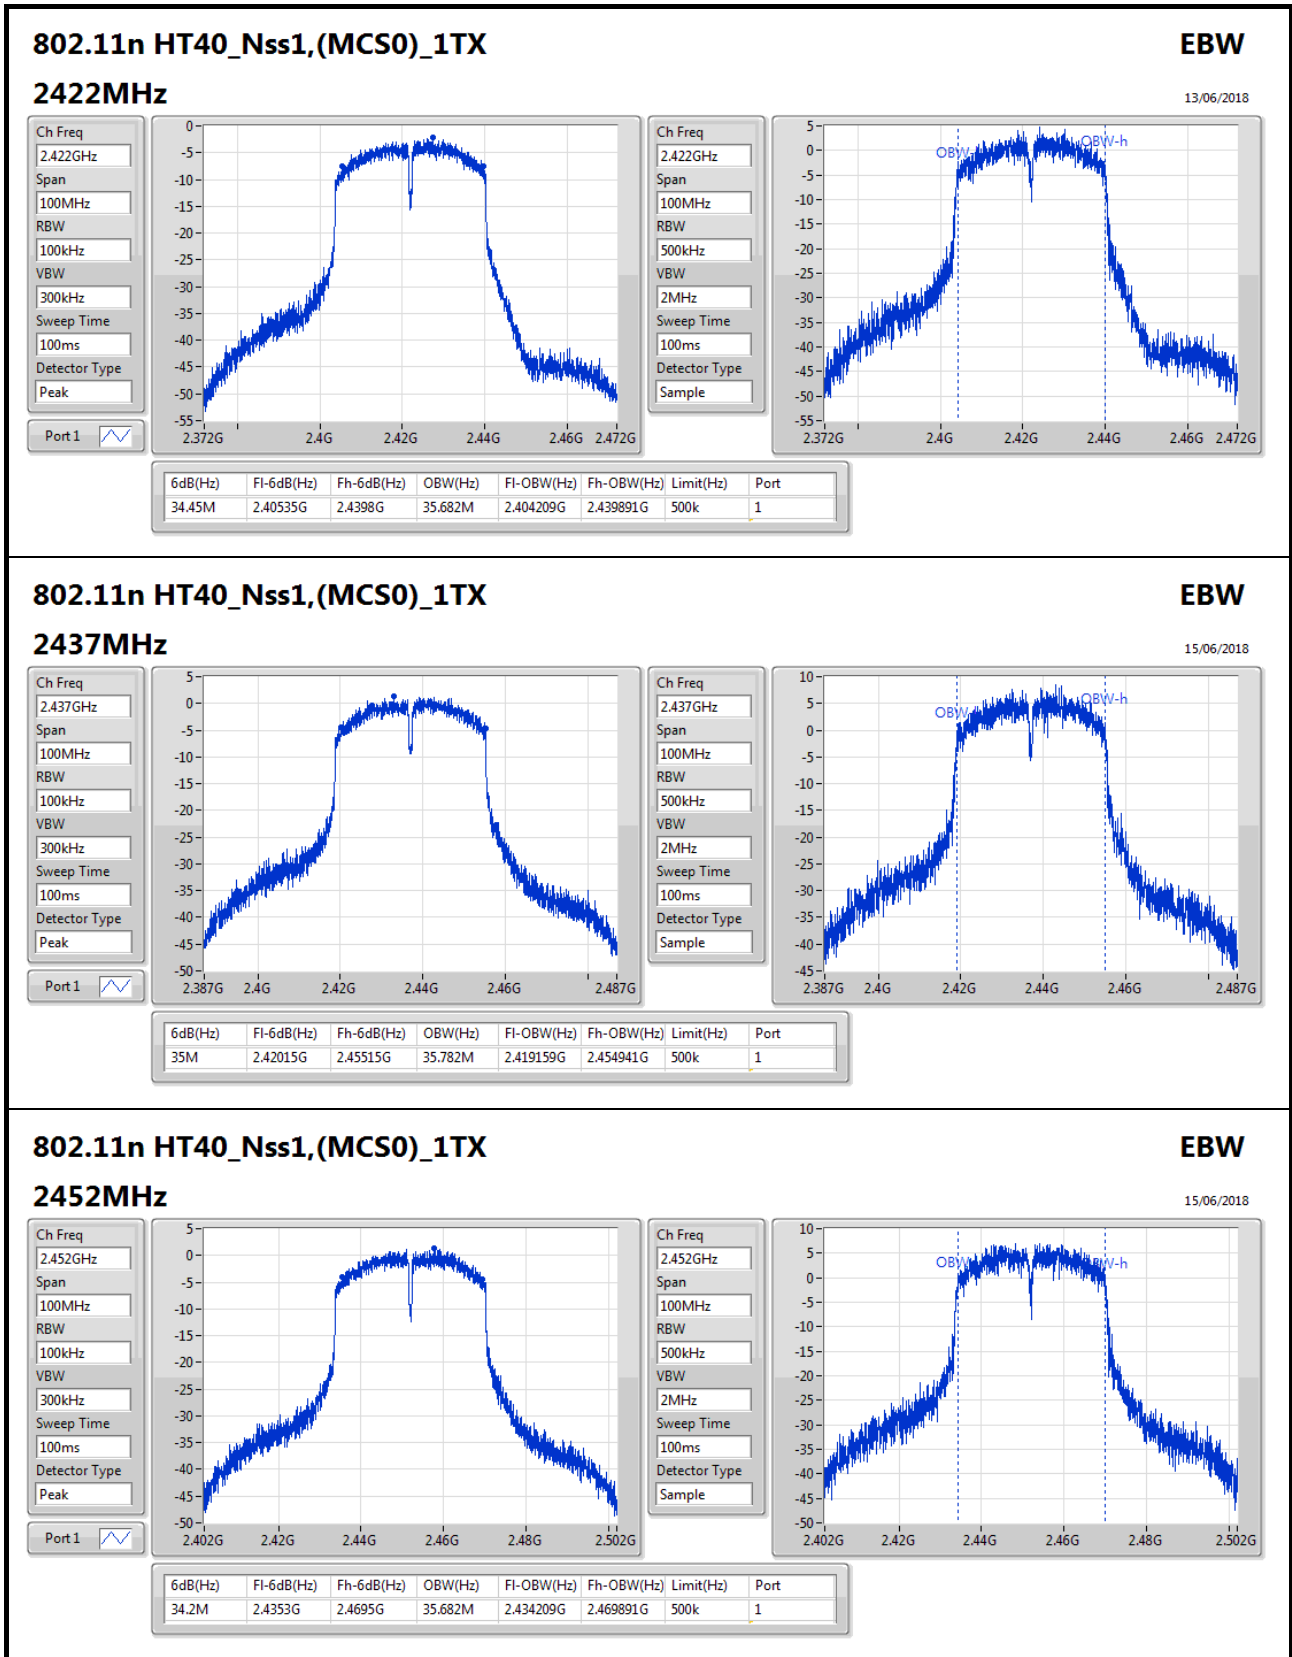 802.11n HT40_Nss1,(MCS0)_1TX EBW
2422MHz 13/06/2018
Ch Freq
2.422GHz
Span
100MHz
RBW
100kHz
VBW
300kHz
Sweep Time
100ms
Detector Type
Peak
Port 1
0
-5
-10
-15
-20
-25
-30
-35
-40
-45
-50
-55
2.372G 2.4G 2.42G 2.44G 2.46G 2.472G
Ch Freq
2.422GHz
Span
100MHz
RBW
500kHz
VBW
2MHz
Sweep Time
100ms
Detector Type
Sample
5
0
-5
-10
-15
-20
-25
-30
-35
-40
-45
-50
-55
OBW- OBW-h
2.372G 2.4G 2.42G 2.44G 2.46G 2.472G
6dB(Hz) Fl-6dB(Hz) Fh-6dB(Hz) OBW(Hz) Fl-OBW(Hz) Fh-OBW(Hz) Limit(Hz) Port
34.45M 2.40535G 2.4398G 35.682M 2.404209G 2.439891G 500k 1
802.11n HT40_Nss1,(MCS0)_1TX EBW
2437MHz 15/06/2018
Ch Freq
2.437GHz
Span
100MHz
RBW
100kHz
VBW
300kHz
Sweep Time
100ms
Detector Type
Peak
Port 1
5
0
-5
-10
-15
-20
-25
-30
-35
-40
-45
-50
2.387G 2.4G 2.42G 2.44G 2.46G 2.487G
Ch Freq
2.437GHz
Span
100MHz
RBW
500kHz
VBW
2MHz
Sweep Time
100ms
Detector Type
Sample
10
5
0
-5
-10
-15
-20
-25
-30
-35
-40
-45
OBW- OBW-h
2.387G 2.4G 2.42G 2.44G 2.46G 2.487G
6dB(Hz) Fl-6dB(Hz) Fh-6dB(Hz) OBW(Hz) Fl-OBW(Hz) Fh-OBW(Hz) Limit(Hz) Port
35M 2.42015G 2.45515G 35.782M 2.419159G 2.454941G 500k 1
802.11n HT40_Nss1,(MCS0)_1TX EBW
2452MHz 15/06/2018
Ch Freq
2.452GHz
Span
100MHz
RBW
100kHz
VBW
300kHz
Sweep Time
100ms
Detector Type
Peak
Port 1
5
0
-5
-10
-15
-20
-25
-30
-35
-40
-45
-50
2.402G 2.42G 2.44G 2.46G 2.48G 2.502G
Ch Freq
2.452GHz
Span
100MHz
RBW
500kHz
VBW
2MHz
Sweep Time
100ms
Detector Type
Sample
10
5
0
-5
-10
-15
-20
-25
-30
-35
-40
-45
-50
OBW- OBW-h
2.402G 2.42G 2.44G 2.46G 2.48G 2.502G
6dB(Hz) Fl-6dB(Hz) Fh-6dB(Hz) OBW(Hz) Fl-OBW(Hz) Fh-OBW(Hz) Limit(Hz) Port
34.2M 2.4353G 2.4695G 35.682M 2.434209G 2.469891G 500k 1